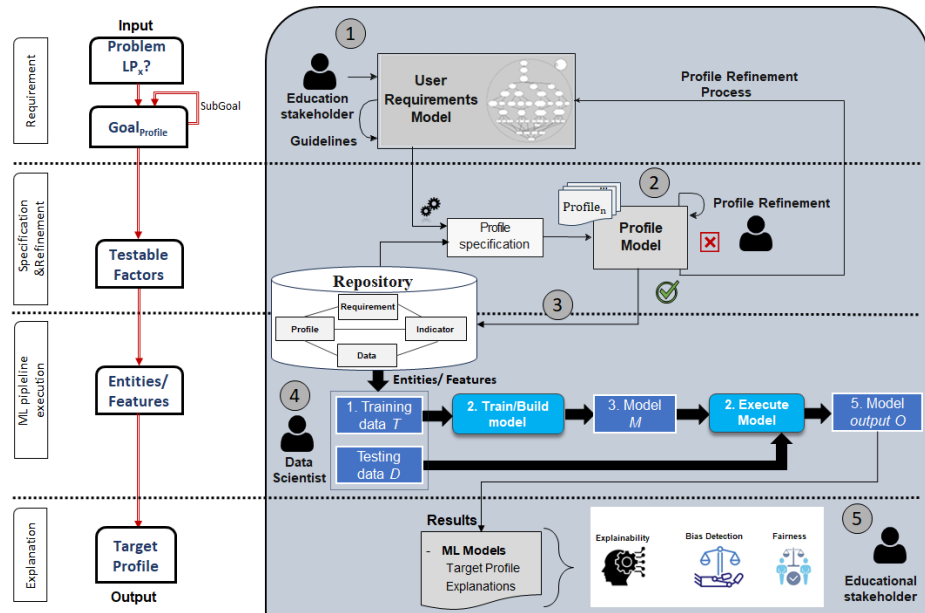 Input
Problem
LPx?
SubGoal
GoalProfile
Testable
Factors
Entities/
Features
Target
Profile
Output
Requirement
Specification
&Refinement
ML pipleline
execution
Explanation
1
Education
stakeholder
Guidelines
User
Requirements
Model
Profile Refinement
Process
2
...
Profilen
Profile
Model
Profile Refinement
Profile
specification
3
Repository
Requirement
Profile
Indicator
Data
Entities/ Features
4
Data
Scientist
1. Training
data T
Testing
data D
2. Train/Build
model
3. Model
M
2. Execute
Model
5. Model
output O
Results
- ML Models
Target Profile
Explanations
Explainability
Bias Detection
Fairness
5
Educational
stakeholder